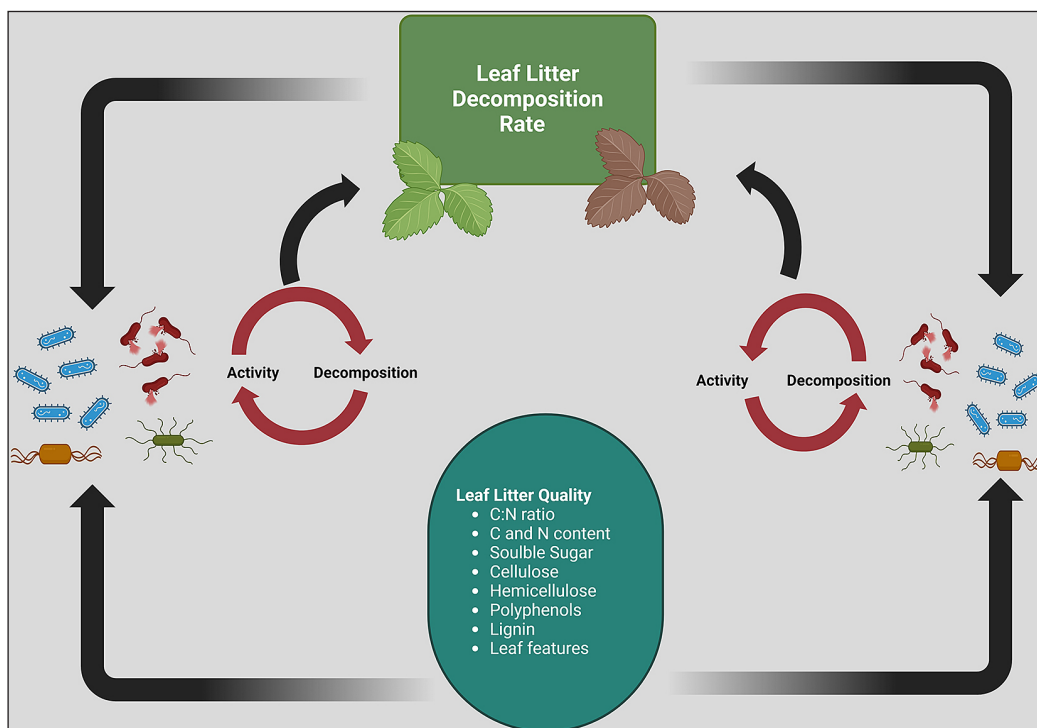 Leaf Litter
Decomposition
Rate
Activity
Decomposition
Activity
Decomposition
Leaf Litter Quality
• C:N ratio
• C and N content
• Soulble Sugar
• Cellulose
• Hemicellulose
• Polyphenols
• Lignin
• Leaf features